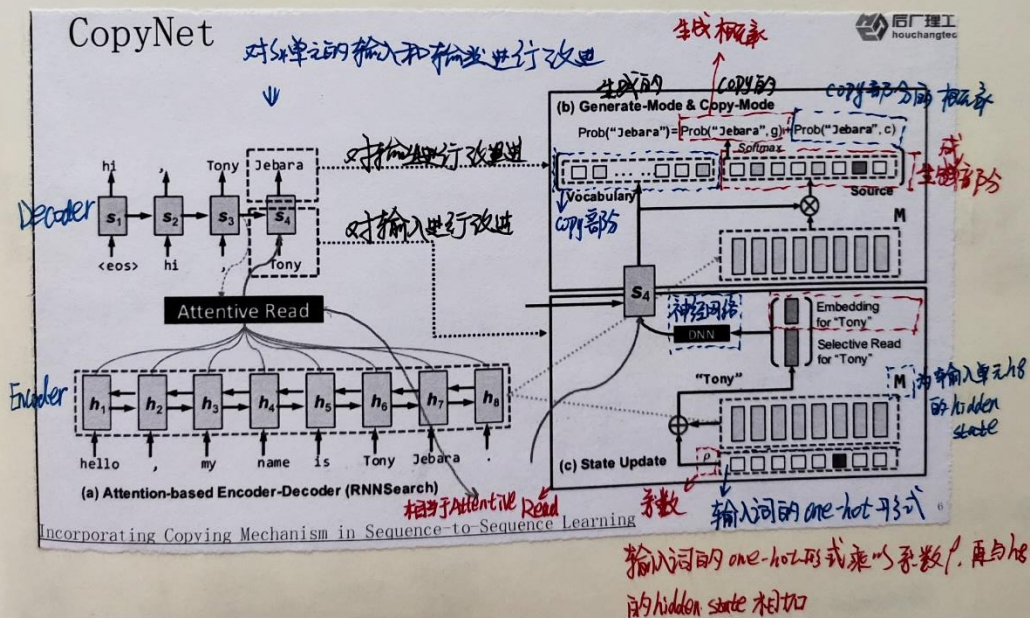 CopyNet
后厂理工
houchangtec
对S4单元的输入和输出进行改进
生成概率
生成的
copy的
copy部分的概率
(b) Generate-Mode & Copy-Mode
Prob("Jebara")=Prob("Jebara", g)+Prob("Jebara", c)
Softmax
hi , Tony Jebara
对输出进行改进
... ...
Vocabulary
Source
生成部分
copy部分
M
Decoder
S1 S2 S3 S4
对输入进行改进
<eos> hi , Tony
S4
Attentive Read
神经网络
DNN
Embedding
for "Tony"
Selective Read
for "Tony"
"Tony"
M
为每输入单元h8
的hidden
state
Encoder
h1 h2 h3 h4 h5 h6 h7 h8
hello , my name is Tony Jebara .
(c) State Update
ρ
(a) Attention-based Encoder-Decoder (RNNSearch)
相当于Attentive Read
系数
输入词的one-hot形式
Incorporating Copying Mechanism in Sequence-to-Sequence Learning
6
输入词的one-hot形式乘以系数ρ,再与h8
的hidden state相加